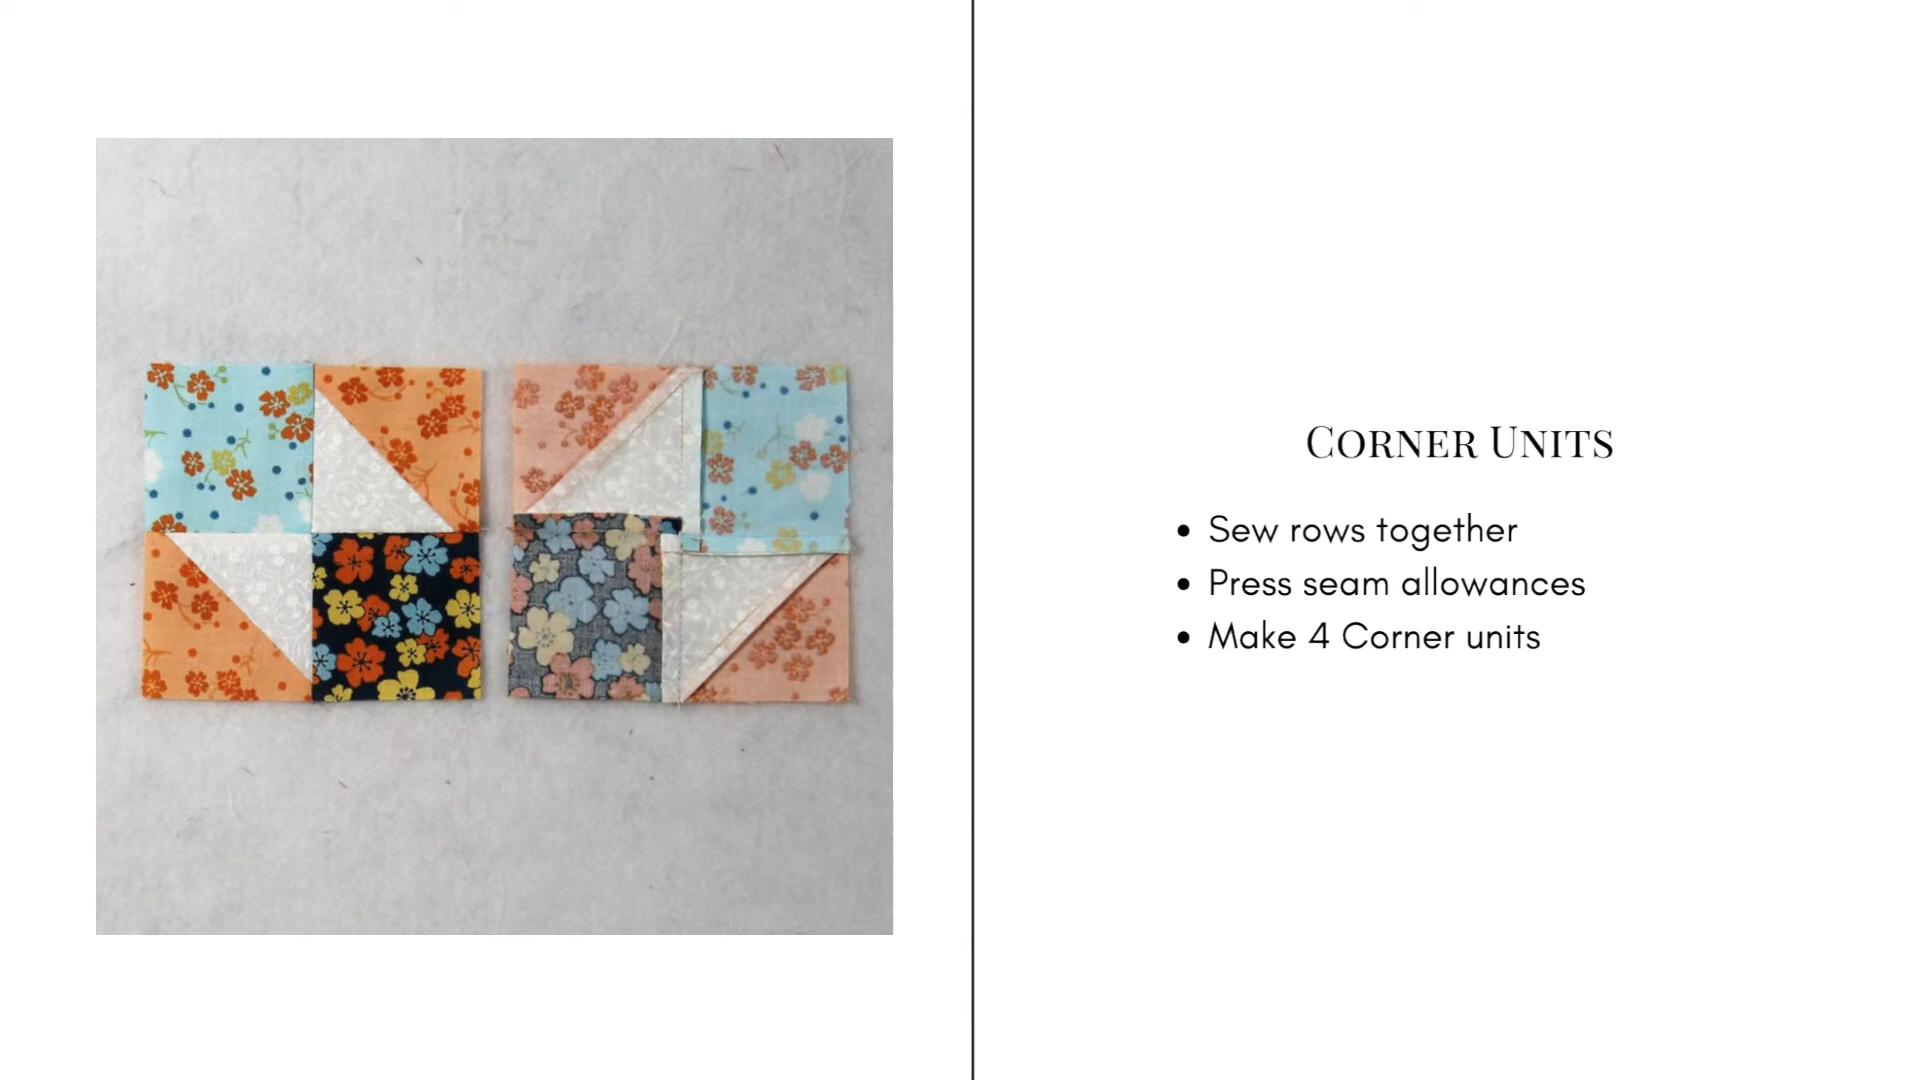 Corner Units
Sew rows together
Press seam allowances
Make 4 Corner units